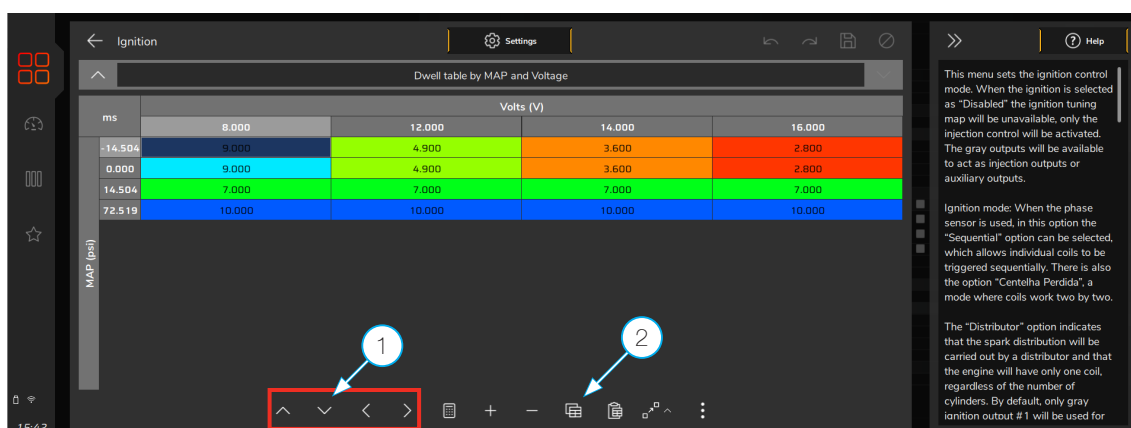 Ignition
Settings
Help
Dwell table by MAP and Voltage
ms
Volts (V)
8.000 12.000 14.000 16.000
-14.504 9.000 4.900 3.600 2.800
0.000 9.000 4.900 3.600 2.800
14.504 7.000 7.000 7.000 7.000
72.519 10.000 10.000 10.000 10.000
MAP (psi)
1
2
This menu sets the ignition control
mode. When the ignition is selected
as “Disabled” the ignition tuning
map will be unavailable, only the
injection control will be activated.
The gray outputs will be available
to act as injection outputs or
auxiliary outputs.
Ignition mode: When the phase
sensor is used, in this option the
“Sequential” option can be selected,
which allows individual coils to be
triggered sequentially. There is also
the option “Centelha Perdida”, a
mode where coils work two by two.
The “Distributor” option indicates
that the spark distribution will be
carried out by a distributor and that
the engine will have only one coil,
regardless of the number of
cylinders. By default, only gray
ignition output #1 will be used for